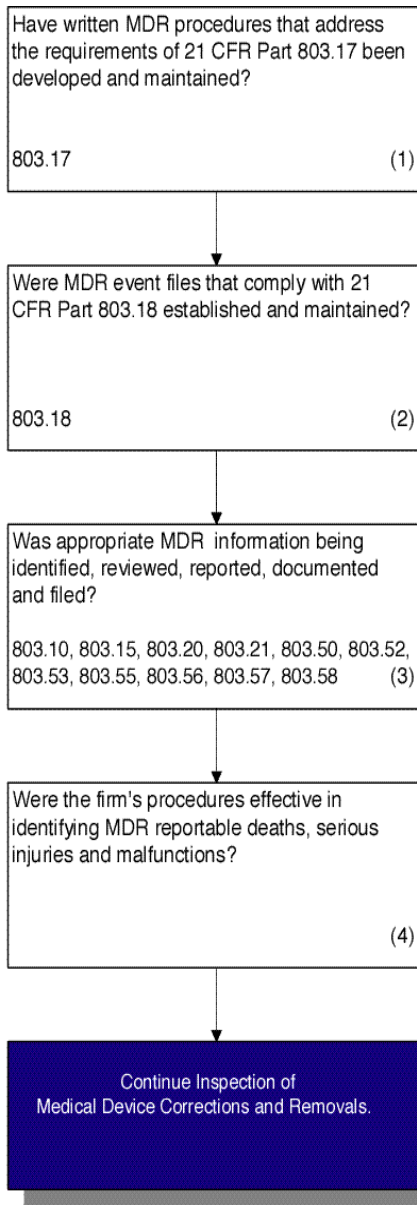 Have written MDR procedures that address
the requirements of 21 CFR Part 803.17 been
developed and maintained?
803.17 (1)
Were MDR event files that comply with 21
CFR Part 803.18 established and maintained?
803.18 (2)
Was appropriate MDR information being
identified, reviewed, reported, documented
and filed?
803.10, 803.15, 803.20, 803.21, 803.50, 803.52,
803.53, 803.55, 803.56, 803.57, 803.58 (3)
Were the firm's procedures effective in
identifying MDR reportable deaths, serious
injuries and malfunctions?
(4)
Continue Inspection of
Medical Device Corrections and Removals.